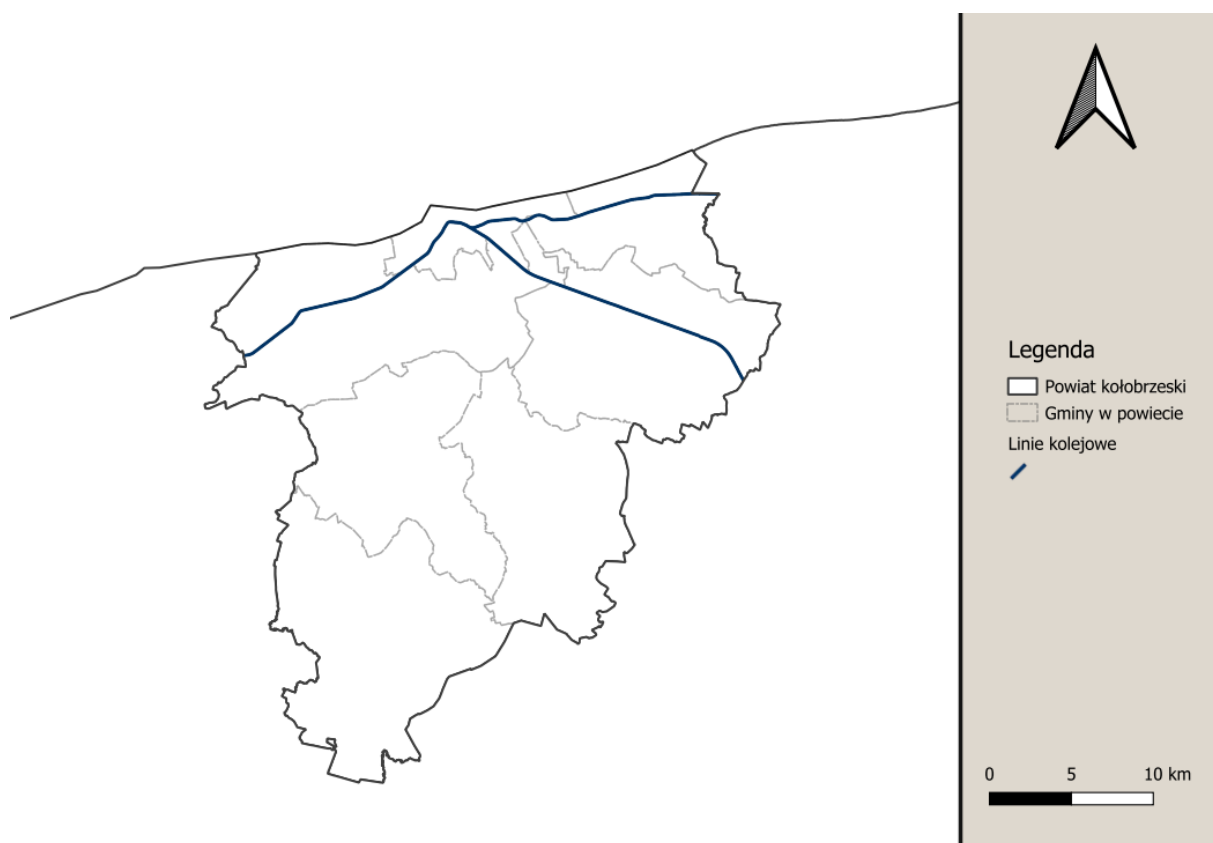 Legenda
Powiat kołobrzeski
Gminy w powiecie
Linie kolejowe
0 5 10 km